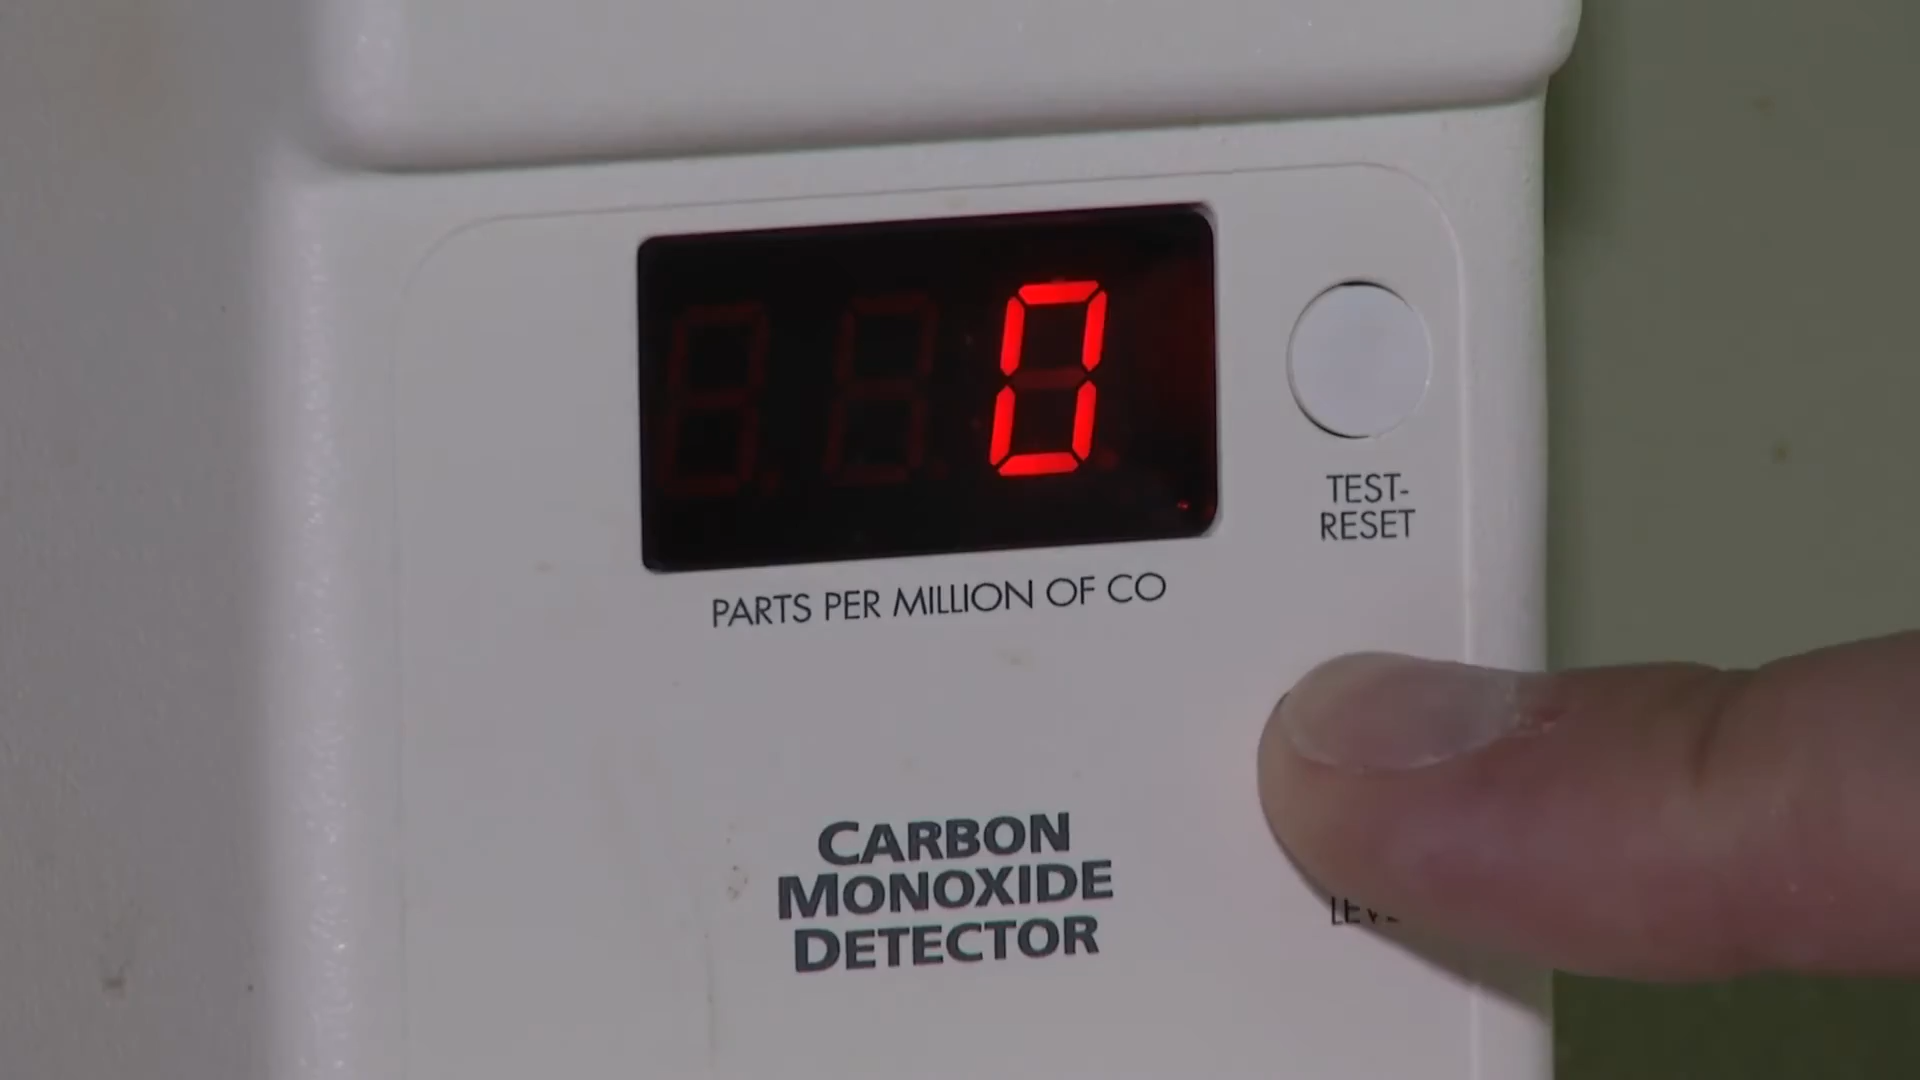 0
TEST-
RESET
PARTS PER MILLION OF CO
CARBON
MONOXIDE
DETECTOR